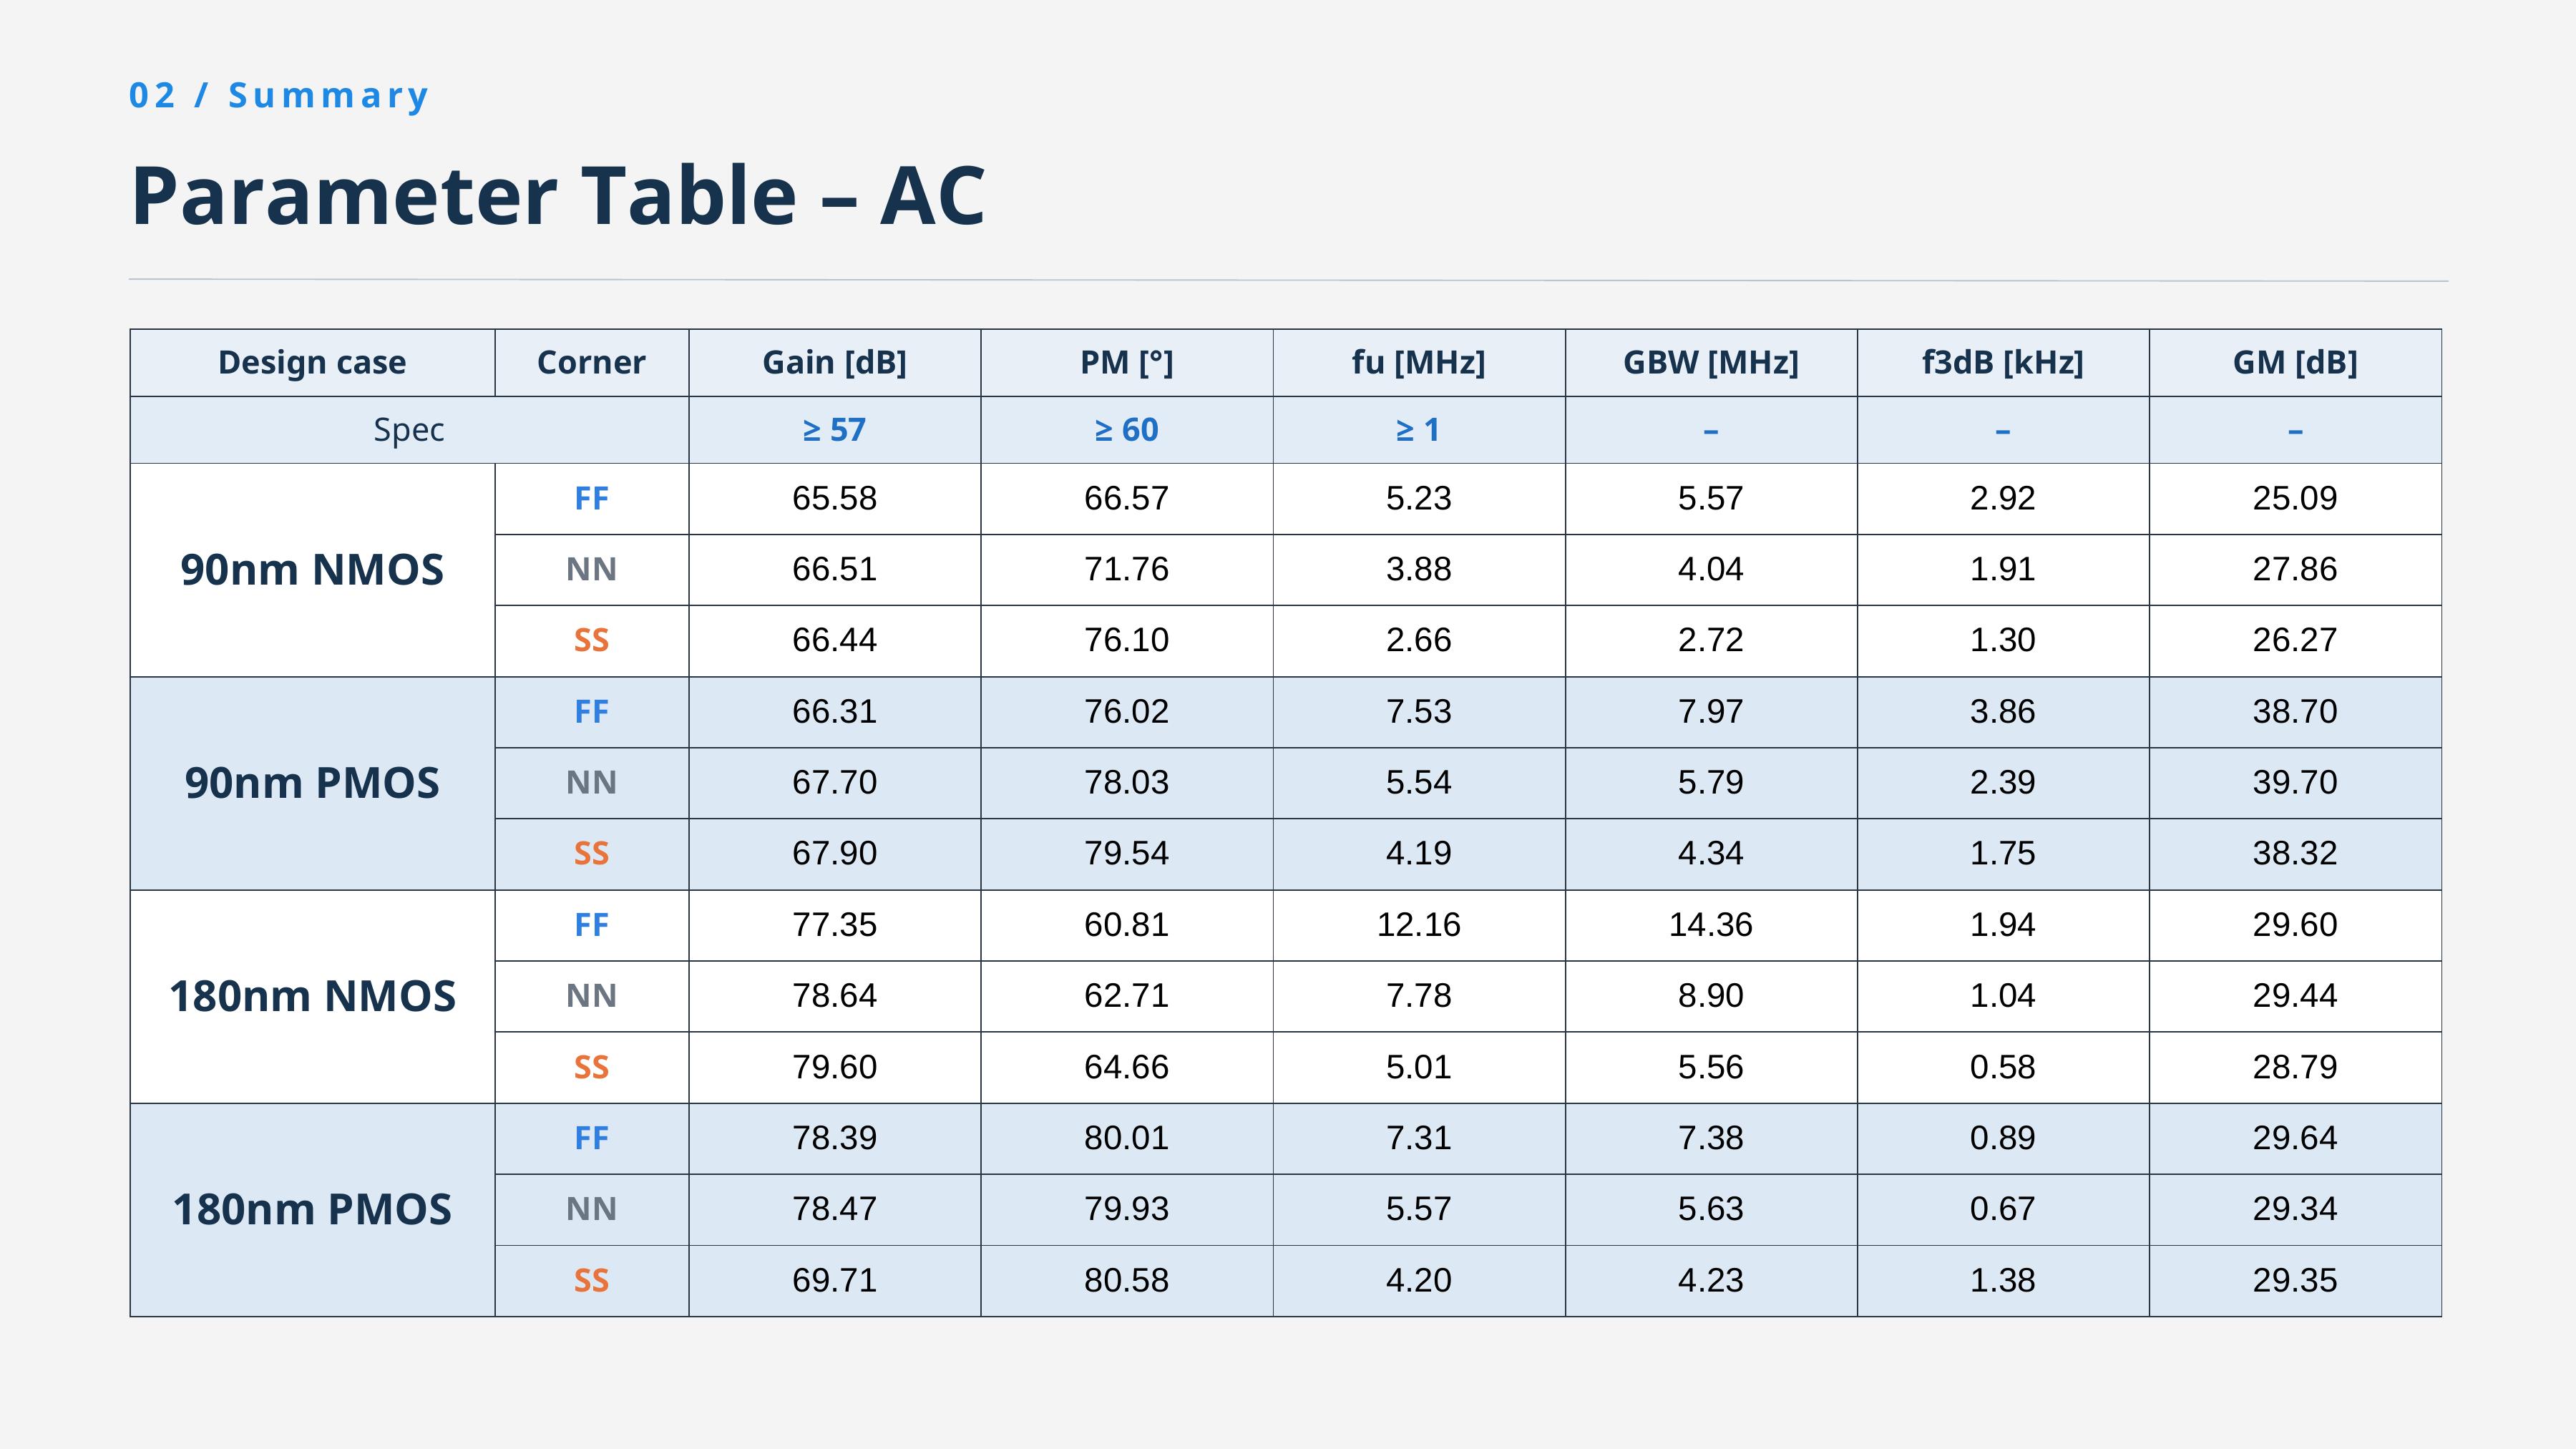 02 / Summary
Parameter Table – AC
Design case Corner Gain [dB] PM [°] fu [MHz] GBW [MHz] f3dB [kHz] GM [dB]
Spec ≥ 57 ≥ 60 ≥ 1 – – –
90nm NMOS
FF 65.58 66.57 5.23 5.57 2.92 25.09
NN 66.51 71.76 3.88 4.04 1.91 27.86
SS 66.44 76.10 2.66 2.72 1.30 26.27
90nm PMOS
FF 66.31 76.02 7.53 7.97 3.86 38.70
NN 67.70 78.03 5.54 5.79 2.39 39.70
SS 67.90 79.54 4.19 4.34 1.75 38.32
180nm NMOS
FF 77.35 60.81 12.16 14.36 1.94 29.60
NN 78.64 62.71 7.78 8.90 1.04 29.44
SS 79.60 64.66 5.01 5.56 0.58 28.79
180nm PMOS
FF 78.39 80.01 7.31 7.38 0.89 29.64
NN 78.47 79.93 5.57 5.63 0.67 29.34
SS 69.71 80.58 4.20 4.23 1.38 29.35